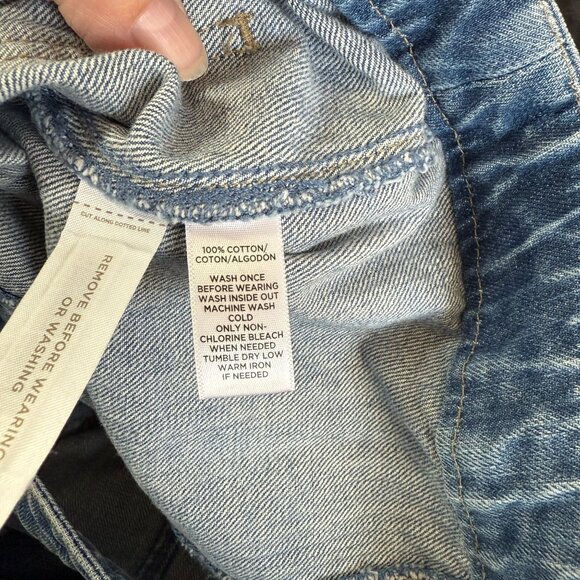 CUT ALONG DOTTED LINE
REMOVE BEFORE WEARING
OR WASHING
100% COTTON/
COTON/ALGODON
WASH ONCE
BEFORE WEARING
WASH INSIDE OUT
MACHINE WASH
COLD
ONLY NON-
CHLORINE BLEACH
WHEN NEEDED
TUMBLE DRY LOW
WARM IRON
IF NEEDED